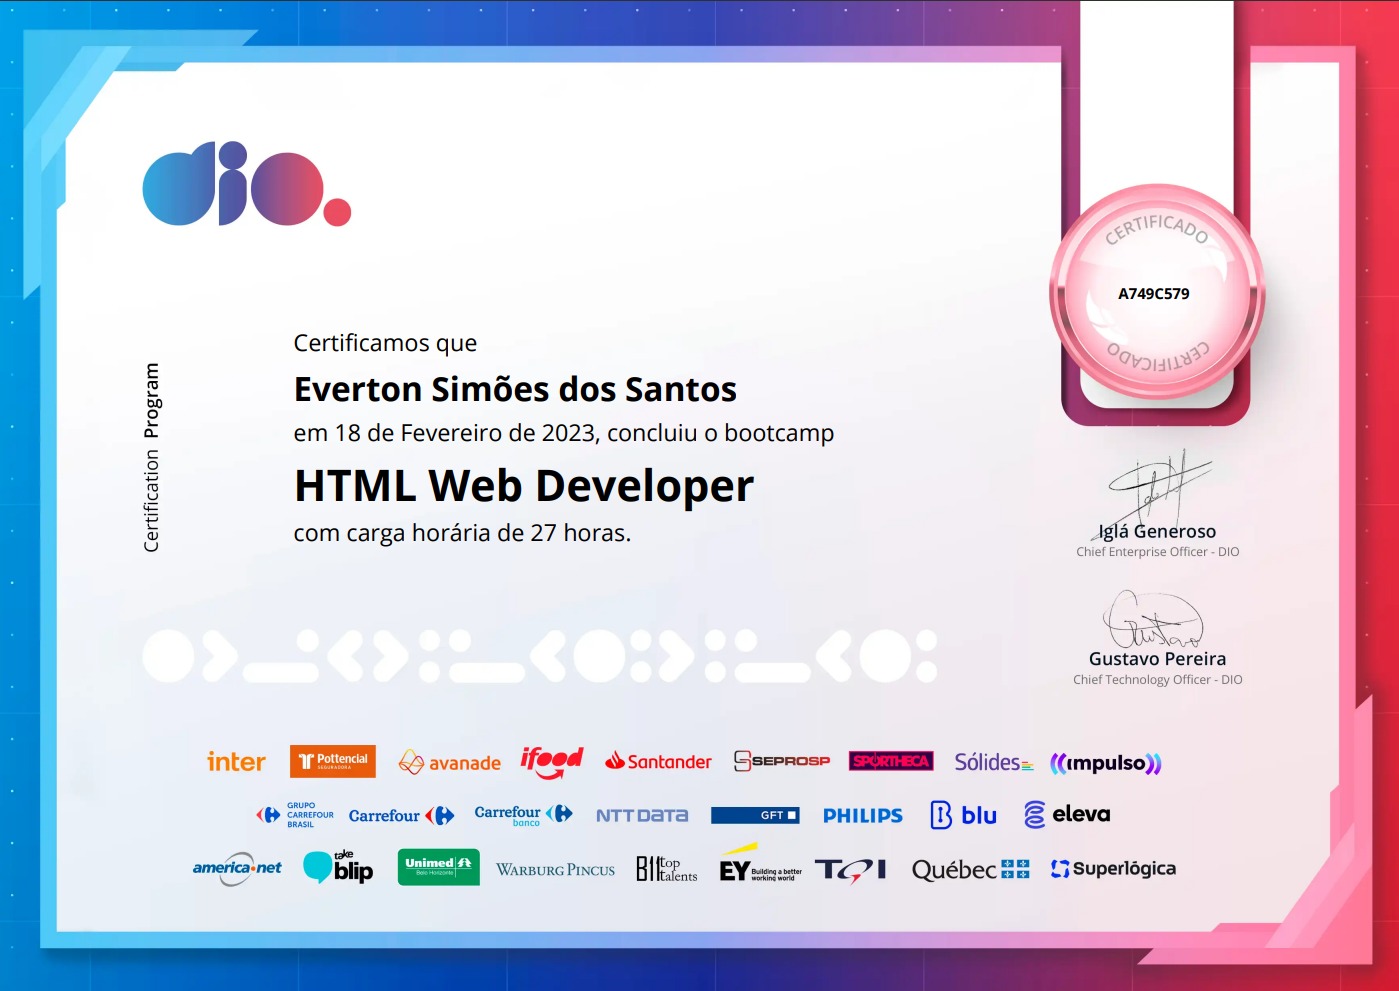 dio.
CERTIFICADO
A749C579
CERTIFICADO
Certification Program
Certificamos que
Everton Simões dos Santos
em 18 de Fevereiro de 2023, concluiu o bootcamp
HTML Web Developer
com carga horária de 27 horas.
Iglá Generoso
Chief Enterprise Officer - DIO
Gustavo
Gustavo Pereira
Chief Technology Officer - DIO
inter Pottencial SEGURADORA avanade ifood Santander SEPROSP SPORTHECA Sólides impulso
GRUPO CARREFOUR BRASIL Carrefour Carrefour banco NTT DATA GFT PHILIPS blu eleva
america net take blip Unimed Belo Horizonte WARBURG PINCUS B11 top talents EY Building a better working world TQI Québec Superlógica